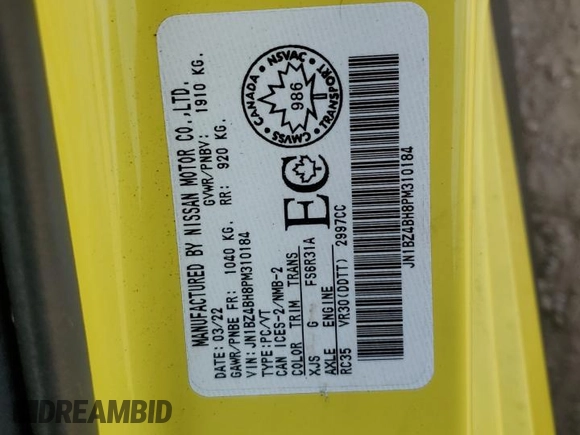 MANUFACTURED BY NISSAN MOTOR CO.,LTD.
DATE: 03/22 GVWR/PNBV: 1910 KG.
GAWR/PNBE FR: 1040 KG. RR: 920 KG.
VIN: JN1BZ4BH8PM310184
TYPE:PC/VT
CAN ICES-2/NMB-2
COLOR TRIM TRANS
XJS G FS6R31A
AXLE ENGINE
RC35 VR30(DDTT) 2997CC
EC
CANADA
NSVAC
TRANSPORT
CMVSS
986
JN1BZ4BH8PM310184
IDREAMBID